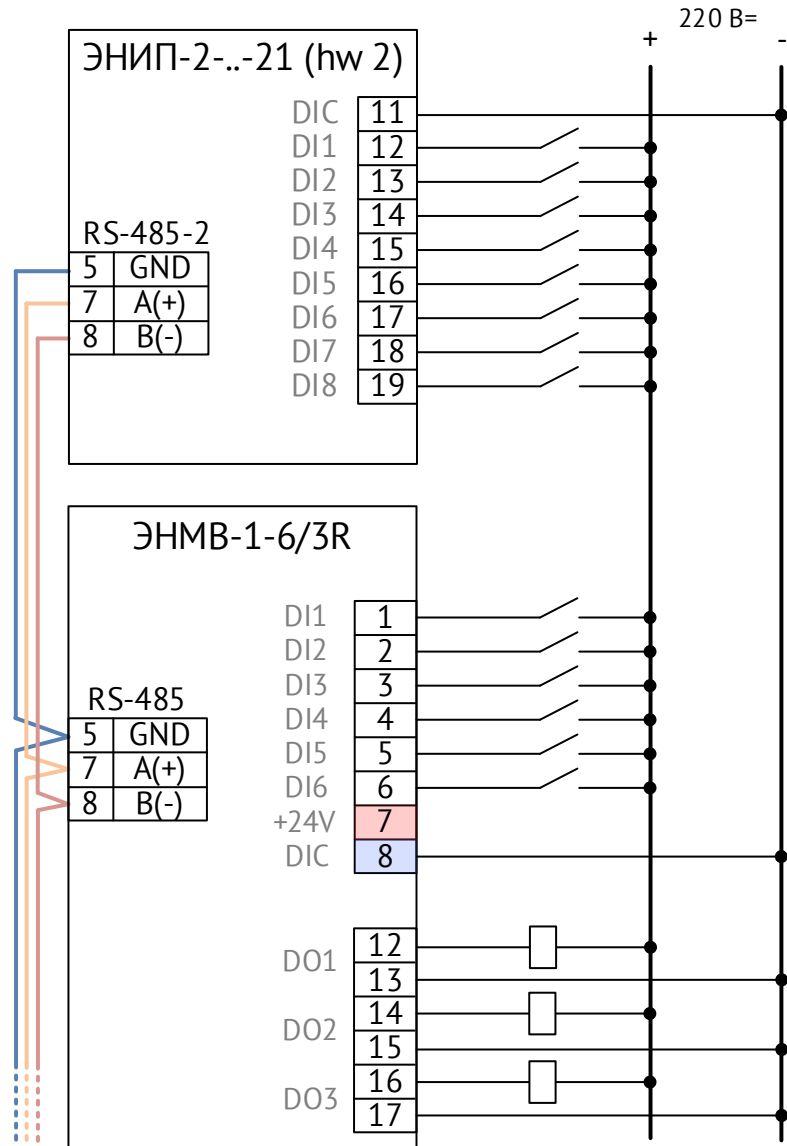 220 В=
+ -
ЭНИП-2-..-21 (hw 2)
DIC 11
DI1 12
DI2 13
DI3 14
DI4 15
DI5 16
DI6 17
DI7 18
DI8 19
RS-485-2
5 GND
7 A(+)
8 B(-)
ЭНМВ-1-6/3R
DI1 1
DI2 2
DI3 3
DI4 4
DI5 5
DI6 6
+24V 7
DIC 8
RS-485
5 GND
7 A(+)
8 B(-)
DO1 12
13
DO2 14
15
DO3 16
17